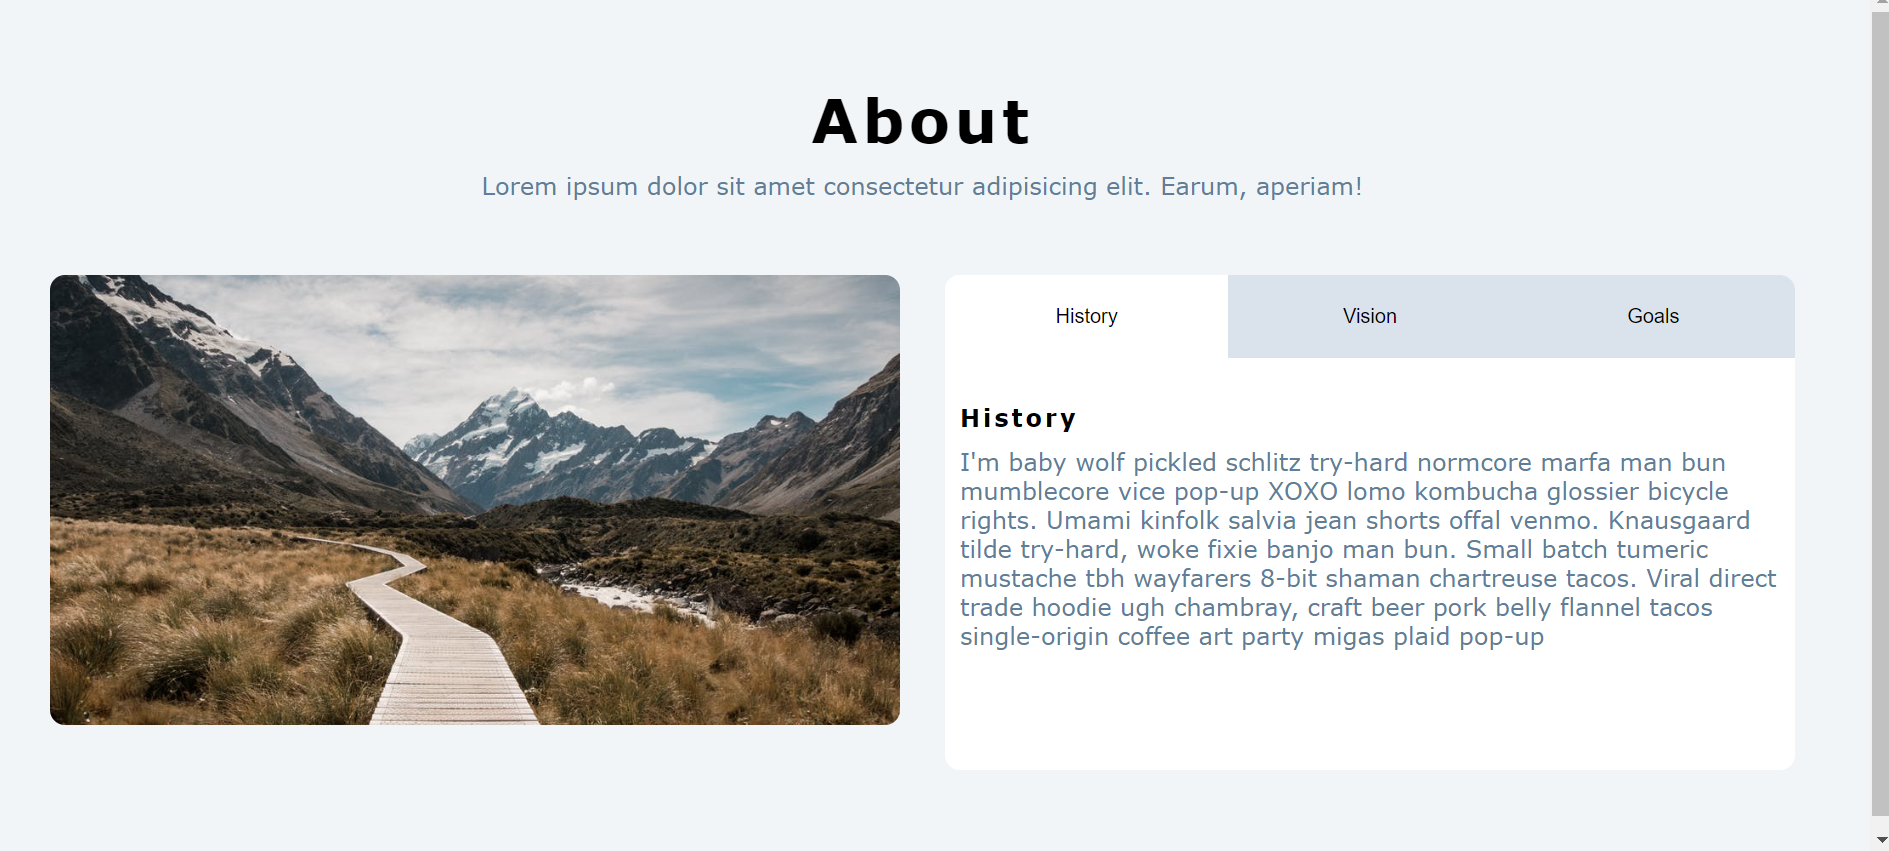 About
Lorem ipsum dolor sit amet consectetur adipisicing elit. Earum, aperiam!
History
Vision
Goals
History
I'm baby wolf pickled schlitz try-hard normcore marfa man bun
mumblecore vice pop-up XOXO lomo kombucha glossier bicycle
rights. Umami kinfolk salvia jean shorts offal venmo. Knausgaard
tilde try-hard, woke fixie banjo man bun. Small batch tumeric
mustache tbh wayfarers 8-bit shaman chartreuse tacos. Viral direct
trade hoodie ugh chambray, craft beer pork belly flannel tacos
single-origin coffee art party migas plaid pop-up